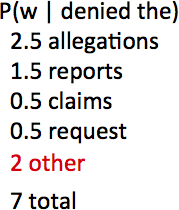 P(w | denied the)
2.5 allegations
1.5 reports
0.5 claims
0.5 request
2 other
7 total